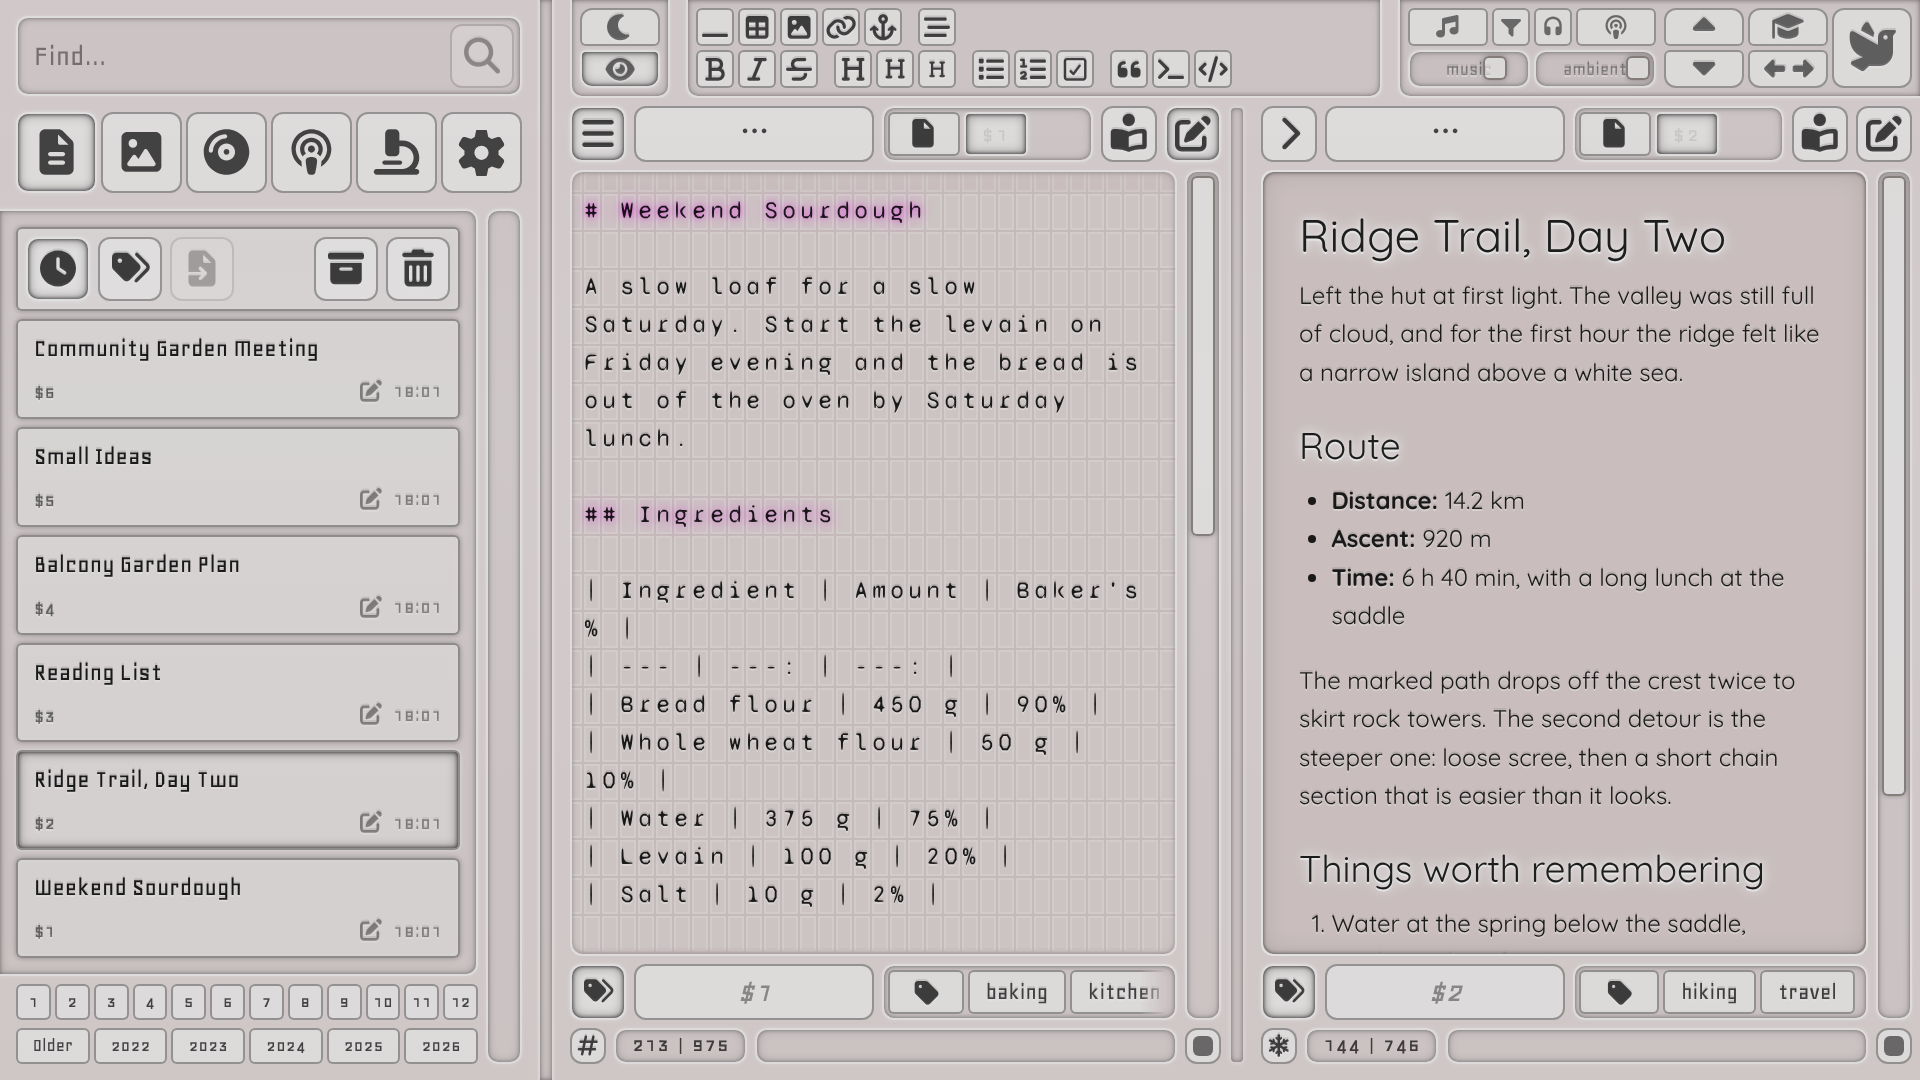 Find...
music
ambient
Community Garden Meeting
$6
18:01
Small Ideas
$5
18:01
Balcony Garden Plan
$4
18:01
Reading List
$3
18:01
Ridge Trail, Day Two
$2
18:01
Weekend Sourdough
$1
18:01
1 2 3 4 5 6 7 8 9 10 11 12
Older 2022 2023 2024 2025 2026
B I S H H H
...
$1
# Weekend Sourdough
A slow loaf for a slow
Saturday. Start the levain on
Friday evening and the bread is
out of the oven by Saturday
lunch.
## Ingredients
| Ingredient | Amount | Baker's
% |
| --- | ---: | ---: |
| Bread flour | 450 g | 90% |
| Whole wheat flour | 50 g |
10% |
| Water | 375 g | 75% |
| Levain | 100 g | 20% |
| Salt | 10 g | 2% |
$1
baking
kitchen
#
213 | 975
...
$2
Ridge Trail, Day Two
Left the hut at first light. The valley was still full
of cloud, and for the first hour the ridge felt like
a narrow island above a white sea.
Route
• Distance: 14.2 km
• Ascent: 920 m
• Time: 6 h 40 min, with a long lunch at the
saddle
The marked path drops off the crest twice to
skirt rock towers. The second detour is the
steeper one: loose scree, then a short chain
section that is easier than it looks.
Things worth remembering
1. Water at the spring below the saddle,
$2
hiking
travel
144 | 746